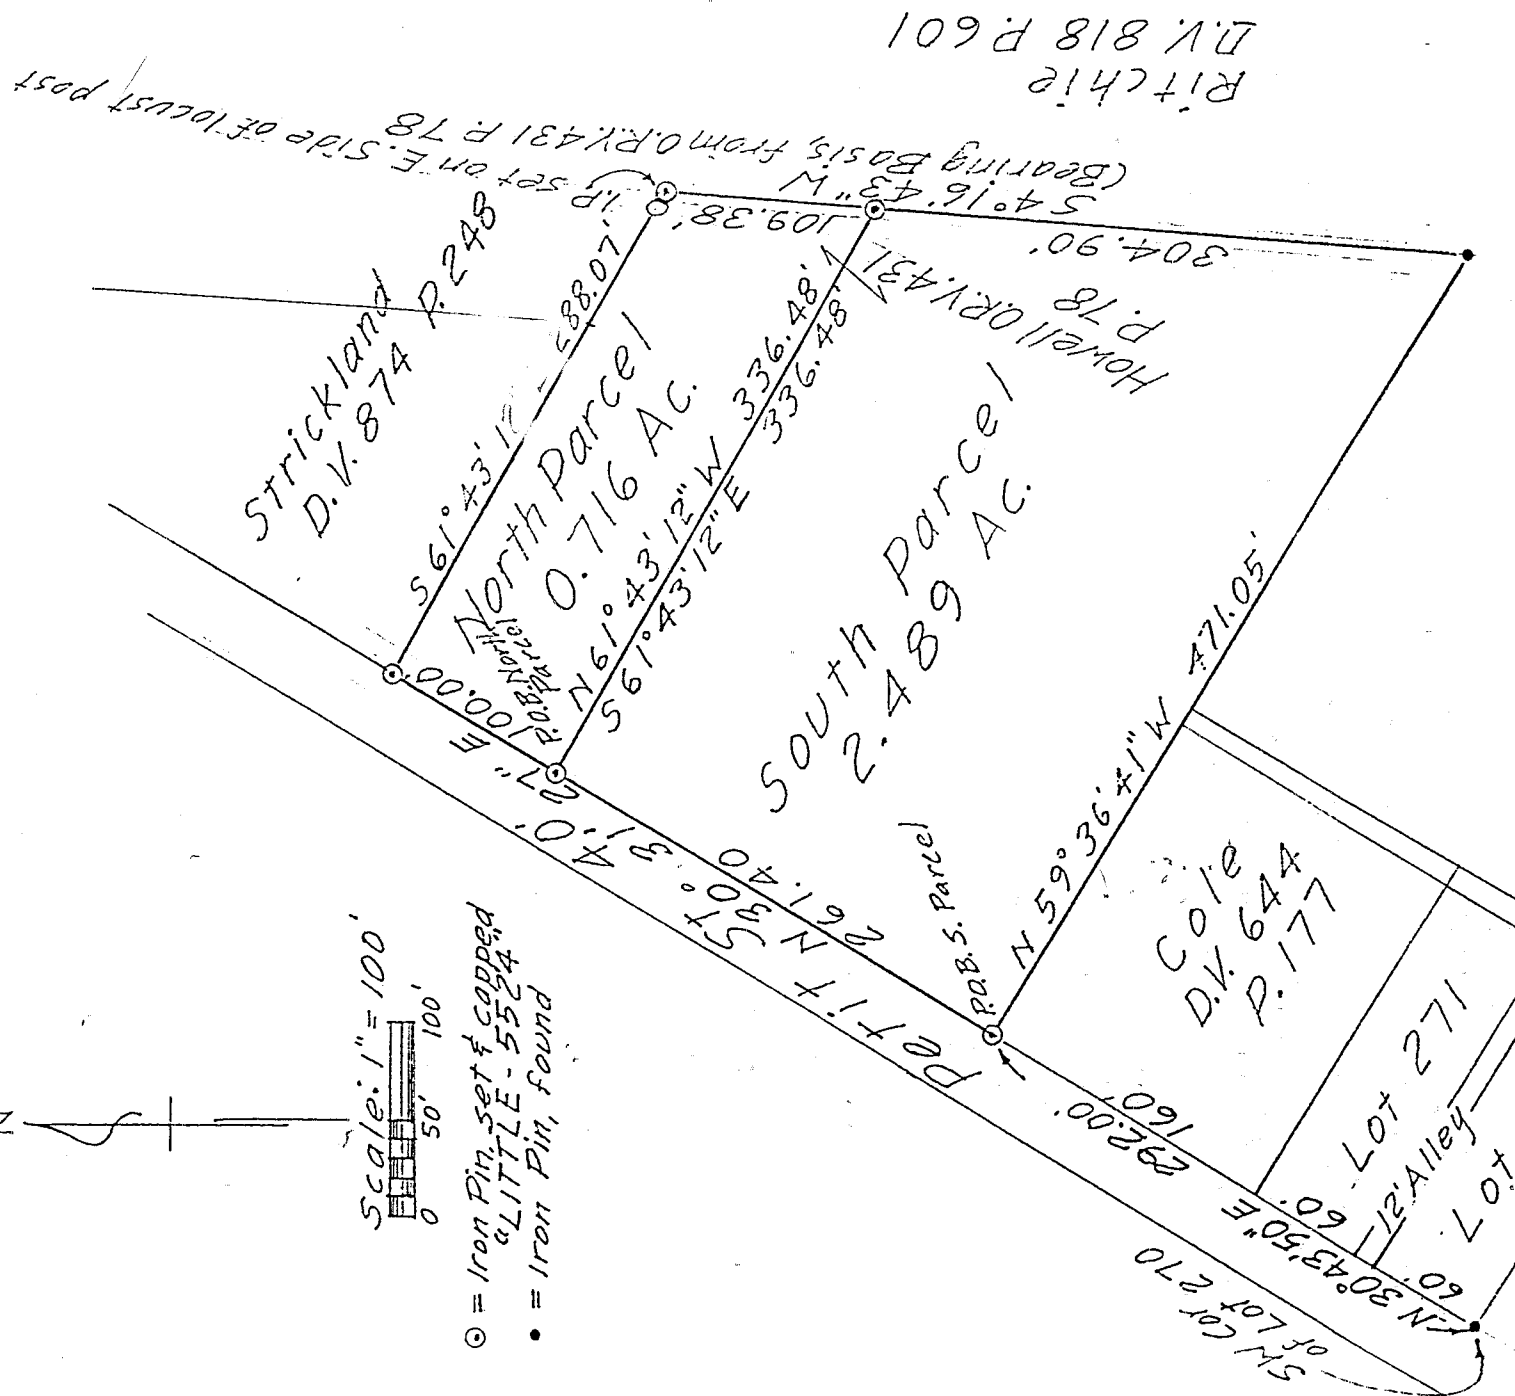 Ritchie
D.V. 818 P. 601
I.P. set on E. Side of locust post
S 4° 16' 43" W
(Bearing Basis, from O.R.V. 431 P. 78
109.38'
304.90'
Strickland
D.V. 874 P. 248
S 61° 43' 12" 288.07'
North Parcel
0.716 Ac.
P.O.B. North
Parcel
N 61° 43' 12" W 336.48'
S 61° 43' 12" E 336.48'
Howell O.R.V. 431
P. 78
South Parcel
2.489 Ac.
N 59° 36' 41" W 471.05'
P.O.B. S. Parcel
Petit St. 40'
N 30° 31' 27" E
100.00'
261.40
Cole
D.V. 644
P. 177
292.00'
160'
N 30° 43' 50" E
60'
Lot 271
12' Alley
60'
Lot
SW Cor
of Lot 270
N
Scale: 1" = 100'
0 50' 100'
⊙ = Iron Pin, set & capped
"LITTLE - 5524"
• = Iron Pin, found